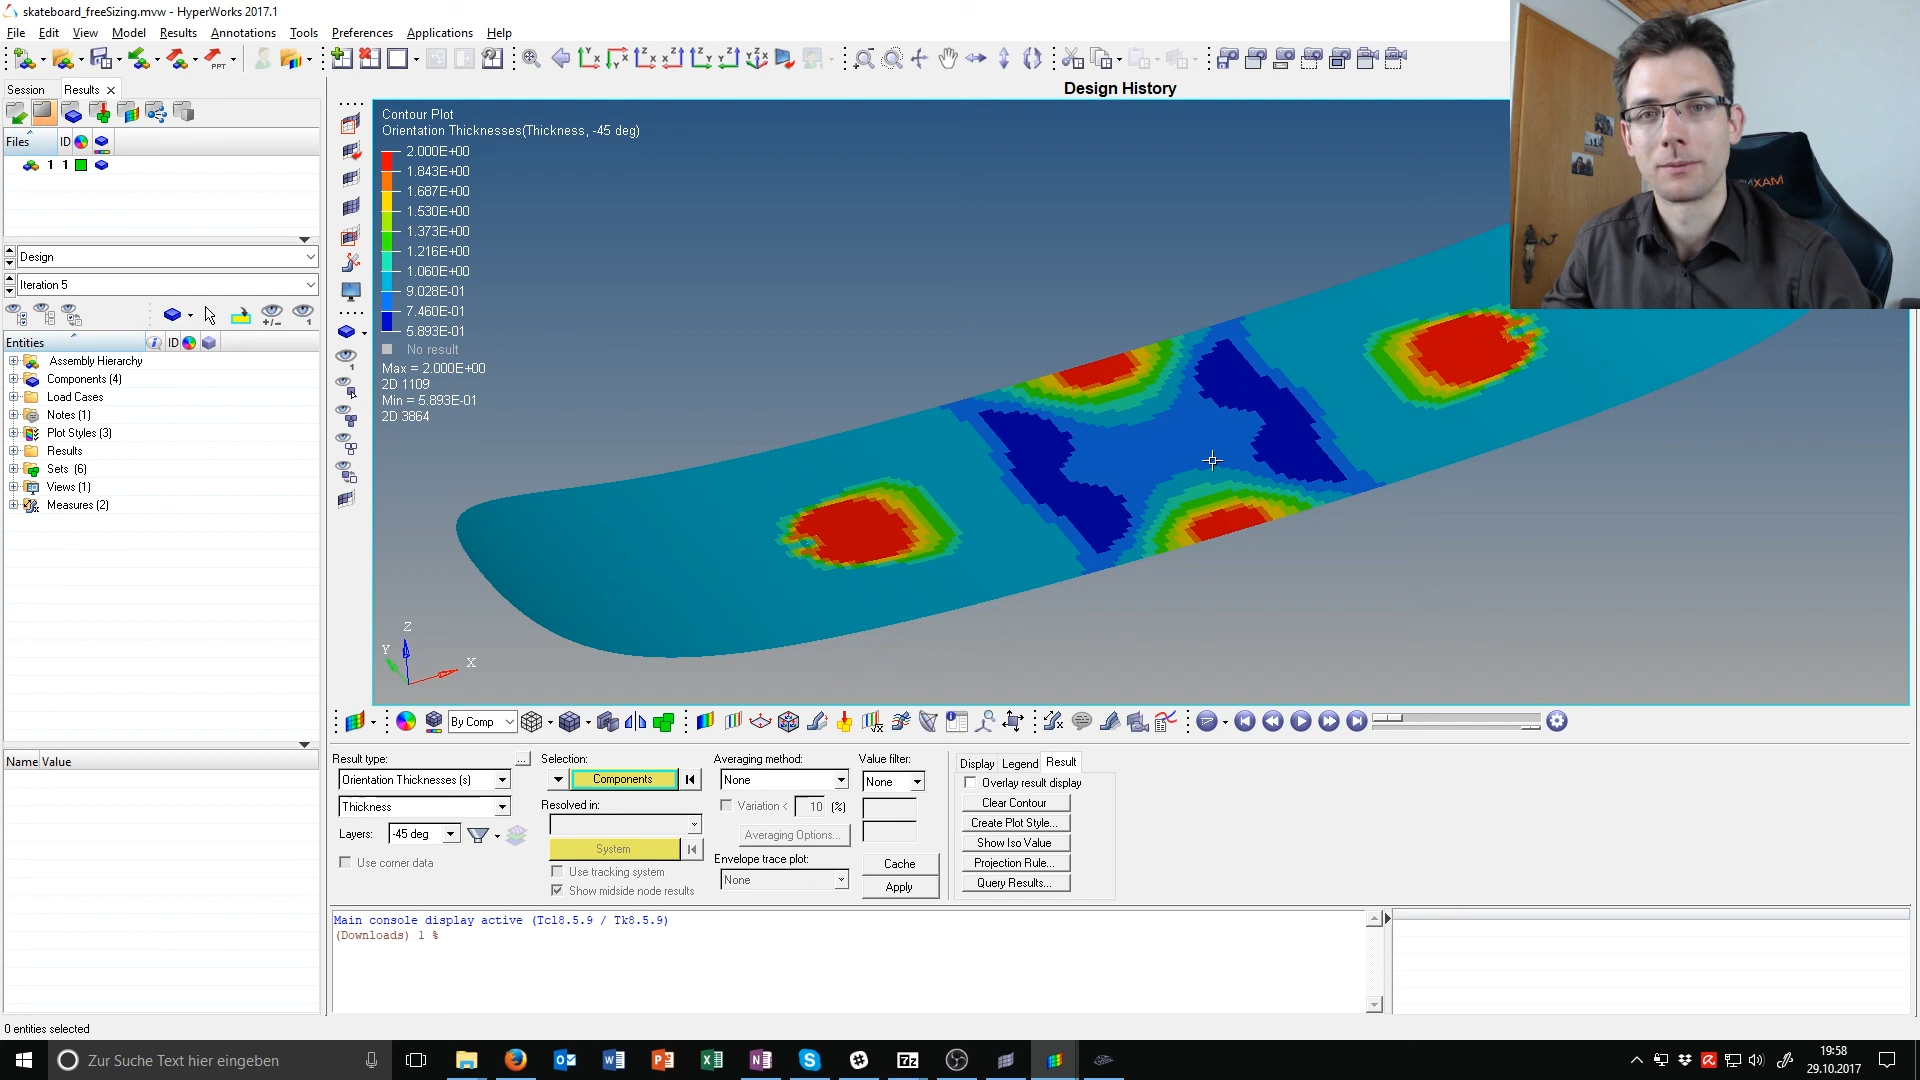 skateboard_freeSizing.mvw - HyperWorks 2017.1
File Edit View Model Results Annotations Tools Preferences Applications Help
Session Results
Files ID
1 1
Design
Iteration 5
Entities ID
Assembly Hierarchy
Components (4)
Load Cases
Notes (1)
Plot Styles (3)
Results
Sets (6)
Views (1)
Measures (2)
Name Value
0 entities selected
Design History
Contour Plot
Orientation Thicknesses(Thickness, -45 deg)
2.000E+00
1.843E+00
1.687E+00
1.530E+00
1.373E+00
1.216E+00
1.060E+00
9.028E-01
7.460E-01
5.893E-01
No result
Max = 2.000E+00
2D 1109
Min = 5.893E-01
2D 3864
Z
Y
X
By Comp
Result type:
Orientation Thicknesses (s)
Thickness
Layers: -45 deg
Use corner data
Selection:
Components
Resolved in:
System
Use tracking system
Show midside node results
Averaging method:
None
Variation < 10 (%)
Averaging Options...
Envelope trace plot:
None
Value filter:
None
Cache
Apply
Display Legend Result
Overlay result display
Clear Contour
Create Plot Style...
Show Iso Value
Projection Rule...
Query Results...
Main console display active (Tcl8.5.9 / Tk8.5.9)
(Downloads) 1 %
Zur Suche Text hier eingeben
19:58
29.10.2017